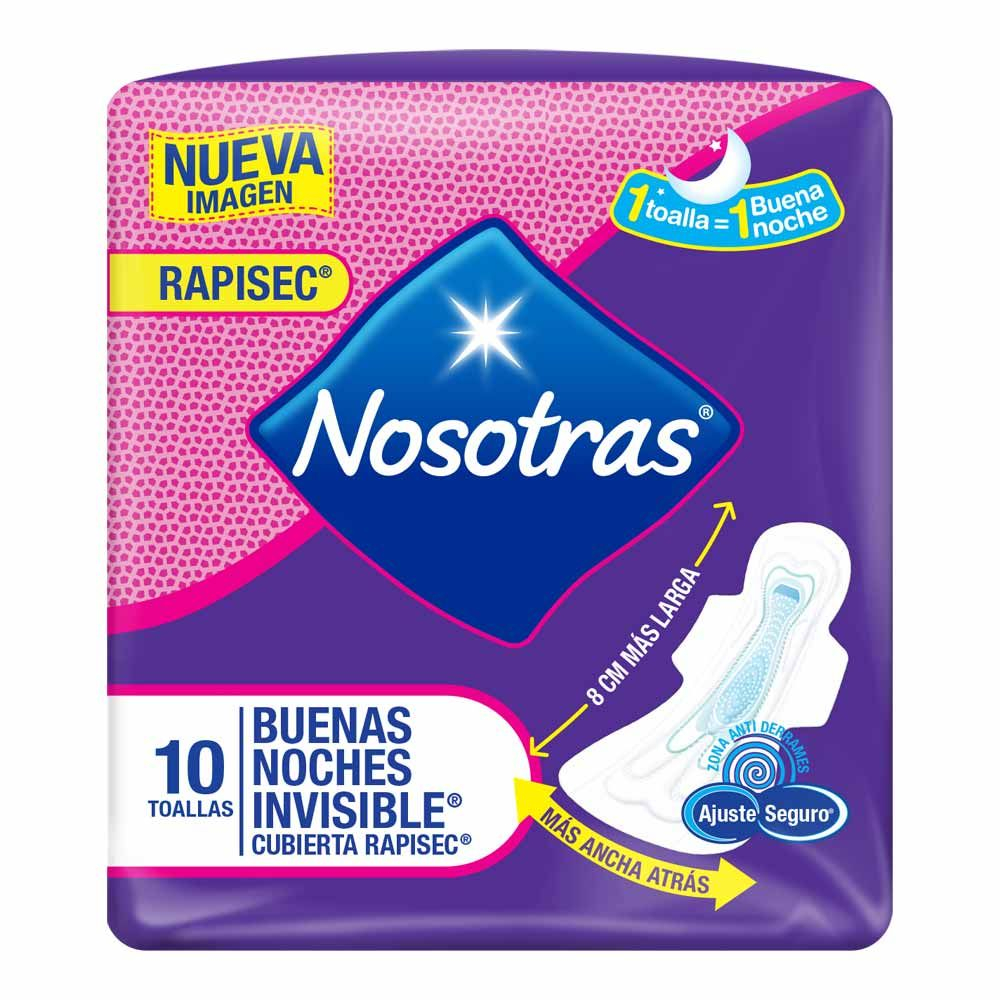 NUEVA
IMAGEN
1 toalla = 1 Buena
noche
RAPISEC®
Nosotras®
8 CM MÁS LARGA
10
TOALLAS
BUENAS
NOCHES
INVISIBLE®
CUBIERTA RAPISEC®
ZONA ANTI DERRAMES
Ajuste Seguro®
MÁS ANCHA ATRÁS